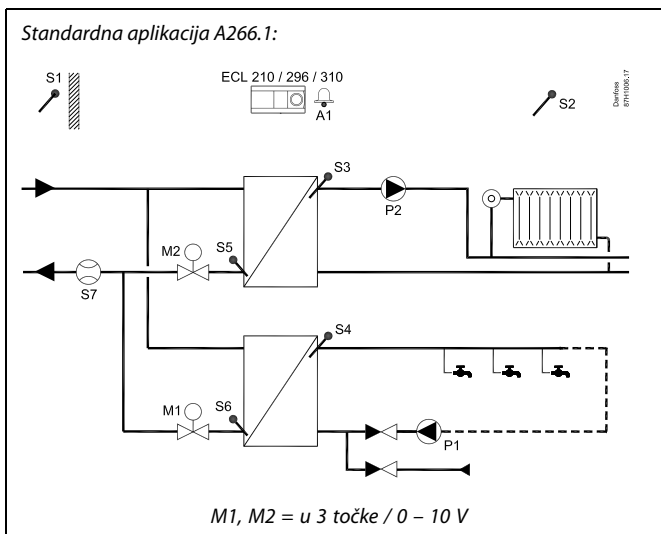 Standardna aplikacija A266.1:
S1
ECL 210 / 296 / 310
A1
S2
Danfoss
87H1006.17
S3
P2
M2
S5
S7
S4
M1
S6
P1
M1, M2 = u 3 točke / 0 – 10 V